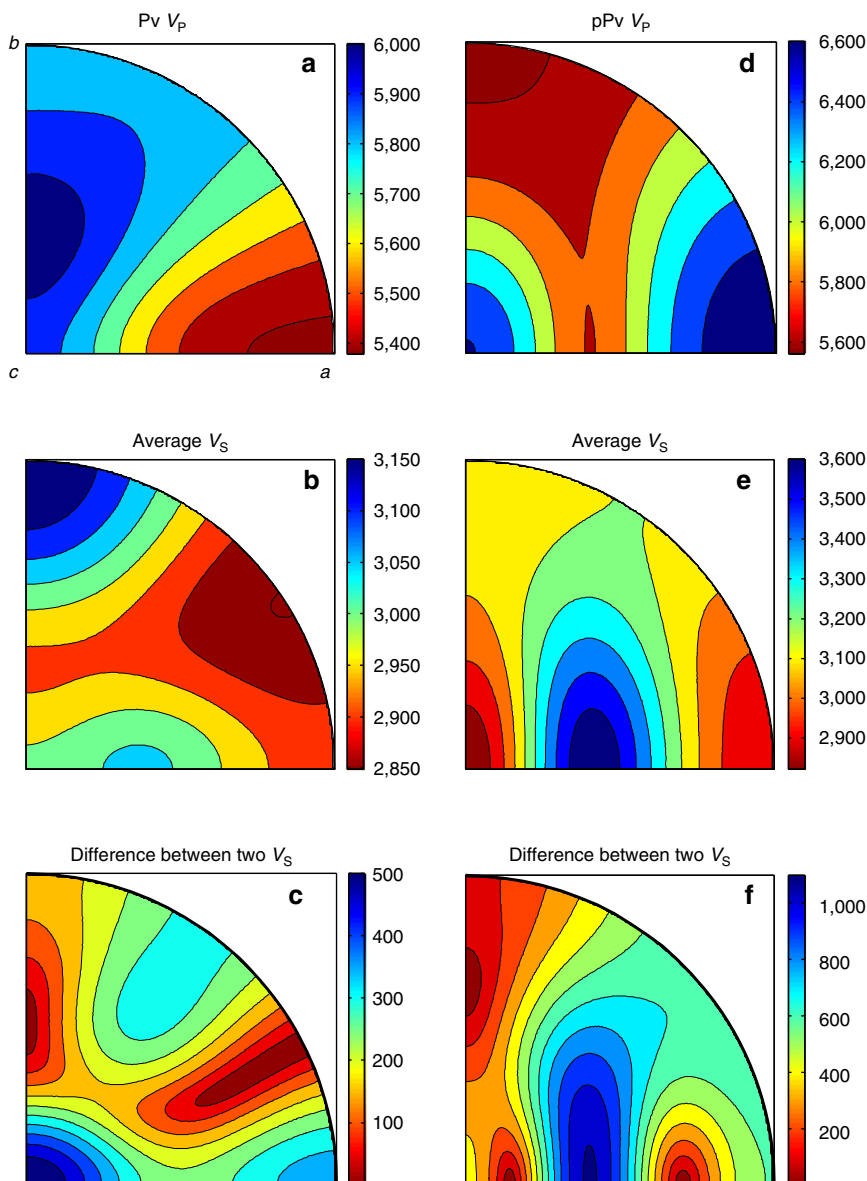 Pv VP
b
a
6,000
5,900
5,800
5,700
5,600
5,500
5,400
c
a
pPv VP
d
6,600
6,400
6,200
6,000
5,800
5,600
Average VS
b
3,150
3,100
3,050
3,000
2,950
2,900
2,850
Average VS
e
3,600
3,500
3,400
3,300
3,200
3,100
3,000
2,900
Difference between two VS
c
500
400
300
200
100
Difference between two VS
f
1,000
800
600
400
200